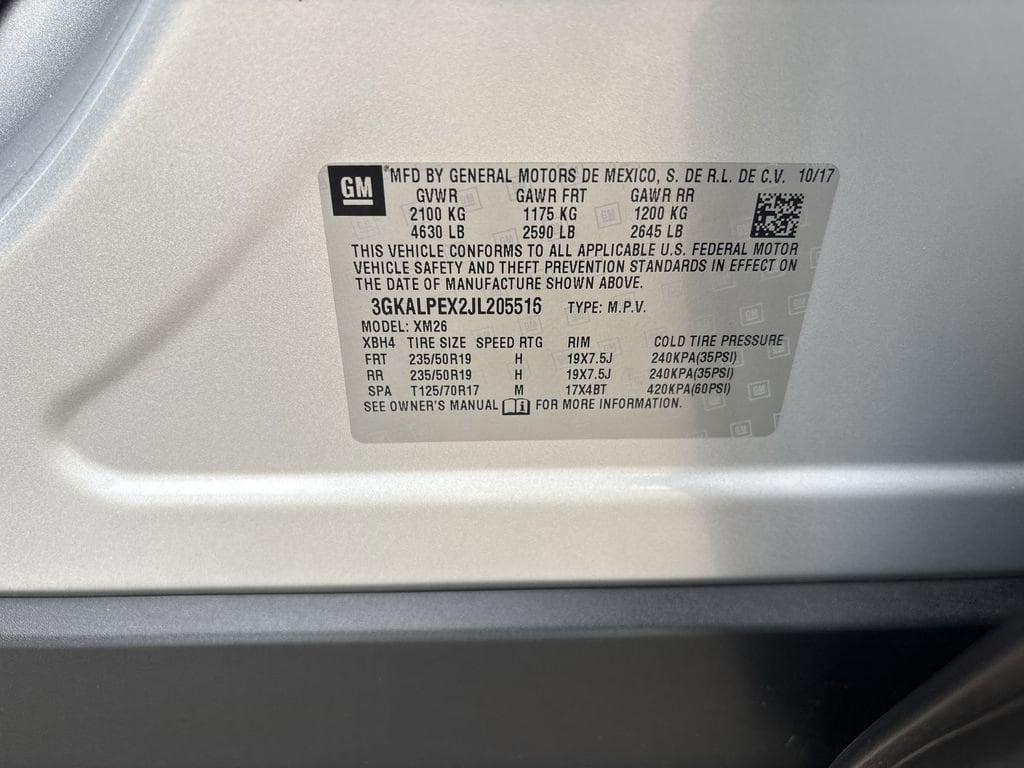 GM *MFD BY GENERAL MOTORS DE MEXICO, S. DE R.L. DE C.V. 10/17
GVWR GAWR FRT GAWR RR
2100 KG 1175 KG 1200 KG
4630 LB 2590 LB 2645 LB
THIS VEHICLE CONFORMS TO ALL APPLICABLE U.S. FEDERAL MOTOR
VEHICLE SAFETY AND THEFT PREVENTION STANDARDS IN EFFECT ON
THE DATE OF MANUFACTURE SHOWN ABOVE.
3GKALPEX2JL205516 TYPE: M.P.V.
MODEL: XM26
XBH4 TIRE SIZE SPEED RTG RIM COLD TIRE PRESSURE
FRT 235/50R19 H 19X7.5J 240KPA(35PSI)
RR 235/50R19 H 19X7.5J 240KPA(35PSI)
SPA T125/70R17 M 17X4BT 420KPA(60PSI)
SEE OWNER'S MANUAL i FOR MORE INFORMATION.